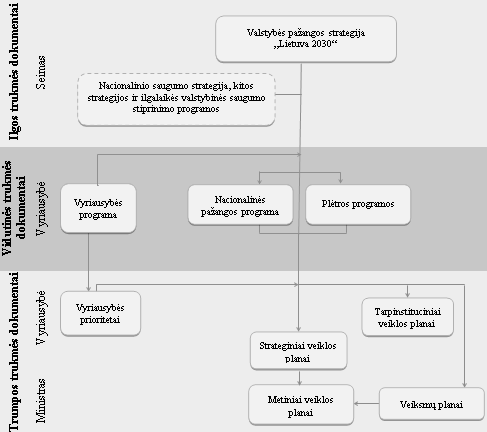 Ilgos trukmės dokumentai
Seimas
Valstybės pažangos strategija
„Lietuva 2030“
Nacionalinio saugumo strategija, kitos
strategijos ir ilgalaikės valstybinės saugumo
stiprinimo programos
Vidutinės trukmės
dokumentai
Vyriausybė
Vyriausybės
programa
Nacionalinės
pažangos programa
Plėtros programos
Trumpos trukmės dokumentai
Vyriausybė
Vyriausybės
prioritetai
Tarpinstituciniai
veiklos planai
Strateginiai veiklos
planai
Ministras
Metiniai veiklos
planai
Veiksmų planai